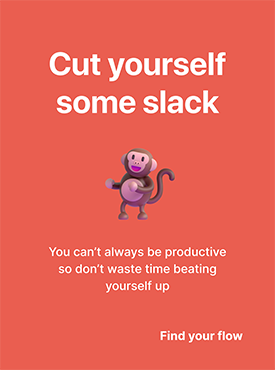 Cut yourself
some slack
You can’t always be productive
so don’t waste time beating
yourself up
Find your flow